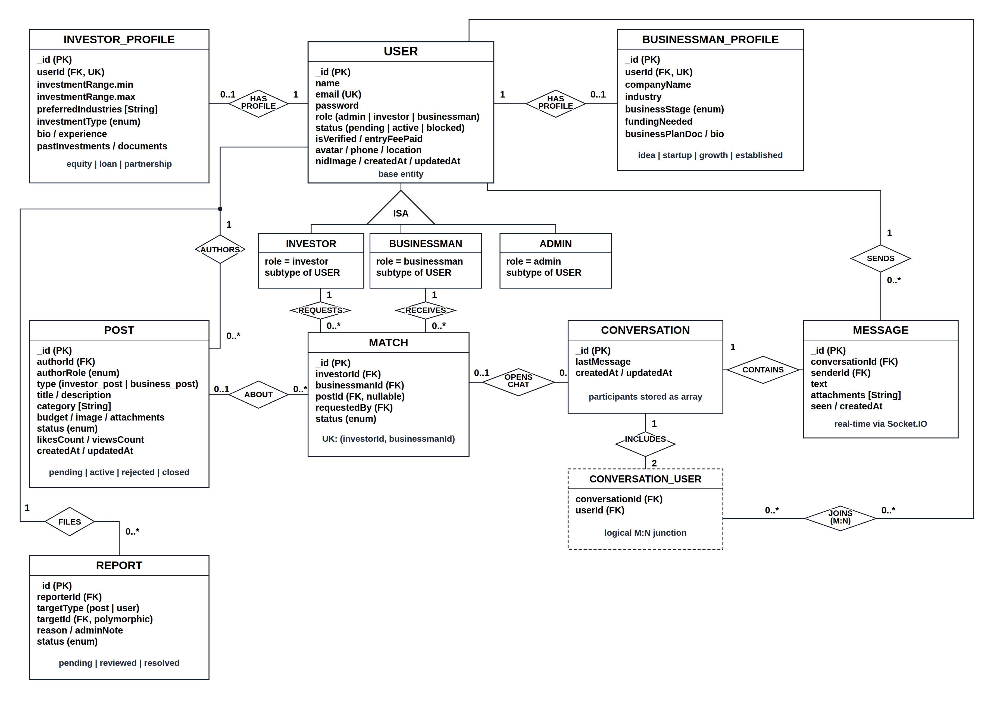 INVESTOR_PROFILE
_id (PK)
userId (FK, UK)
investmentRange.min
investmentRange.max
preferredIndustries [String]
investmentType (enum)
bio / experience
pastInvestments / documents
equity | loan | partnership
0..1
HAS
PROFILE
1
USER
_id (PK)
name
email (UK)
password
role (admin | investor | businessman)
status (pending | active | blocked)
isVerified / entryFeePaid
avatar / phone / location
nidImage / createdAt / updatedAt
base entity
1
HAS
PROFILE
0..1
BUSINESSMAN_PROFILE
_id (PK)
userId (FK, UK)
companyName
industry
businessStage (enum)
fundingNeeded
businessPlanDoc / bio
idea | startup | growth | established
ISA
1
AUTHORS
0..*
INVESTOR
role = investor
subtype of USER
BUSINESSMAN
role = businessman
subtype of USER
ADMIN
role = admin
subtype of USER
1
SENDS
0..*
1
REQUESTS
0..*
1
RECEIVES
0..*
POST
_id (PK)
authorId (FK)
authorRole (enum)
type (investor_post | business_post)
title / description
category [String]
budget / image / attachments
status (enum)
likesCount / viewsCount
createdAt / updatedAt
pending | active | rejected | closed
0..1
ABOUT
0..*
MATCH
_id (PK)
investorId (FK)
businessmanId (FK)
postId (FK, nullable)
requestedBy (FK)
status (enum)
UK: (investorId, businessmanId)
0..1
OPENS
CHAT
0.
CONVERSATION
_id (PK)
lastMessage
createdAt / updatedAt
participants stored as array
1
CONTAINS
MESSAGE
_id (PK)
conversationId (FK)
senderId (FK)
text
attachments [String]
seen / createdAt
real-time via Socket.IO
1
INCLUDES
2
CONVERSATION_USER
conversationId (FK)
userId (FK)
logical M:N junction
0..*
JOINS
(M:N)
0..*
1
FILES
0..*
REPORT
_id (PK)
reporterId (FK)
targetType (post | user)
targetId (FK, polymorphic)
reason / adminNote
status (enum)
pending | reviewed | resolved